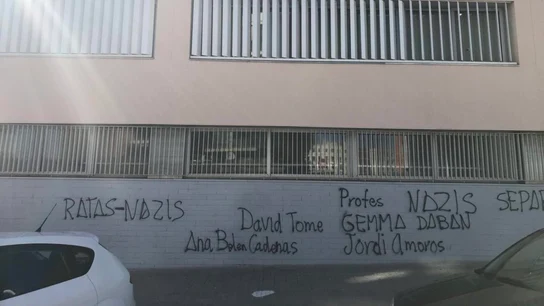 RATAS-NAZIS
Profes NAZIS SEPAR
David Tome GEMMA DABAN
Ana Belen Cadenas Jordi Amoros